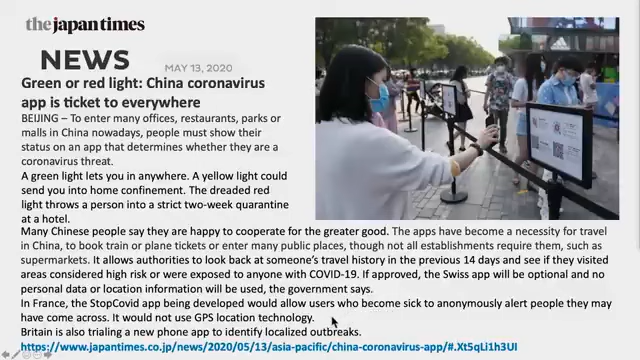 the japan times
NEWS
MAY 13, 2020
Green or red light: China coronavirus
app is ticket to everywhere
BEIJING – To enter many offices, restaurants, parks or
malls in China nowadays, people must show their
status on an app that determines whether they are a
coronavirus threat.
A green light lets you in anywhere. A yellow light could
send you into home confinement. The dreaded red
light throws a person into a strict two-week quarantine
at a hotel.
Many Chinese people say they are happy to cooperate for the greater good. The apps have become a necessity for travel
in China, to book train or plane tickets or enter many public places, though not all establishments require them, such as
supermarkets. It allows authorities to look back at someone's travel history in the previous 14 days and see if they visited
areas considered high risk or were exposed to anyone with COVID-19. If approved, the Swiss app will be optional and no
personal data or location information will be used, the government says.
In France, the StopCovid app being developed would allow users who become sick to anonymously alert people they may
have come across. It would not use GPS location technology.
Britain is also trialing a new phone app to identify localized outbreaks.
https://www.japantimes.co.jp/news/2020/05/13/asia-pacific/china-coronavirus-app/#.Xt5qLi1h3UI